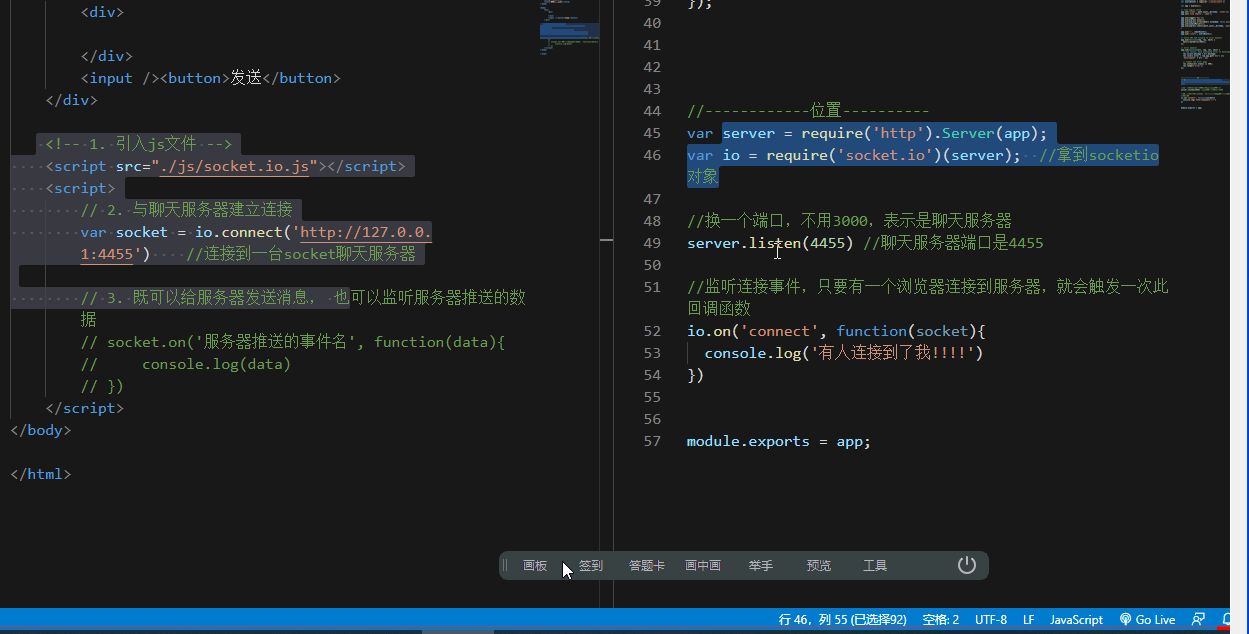 <div>
</div>
<input /><button>发送</button>
</div>
<!-- 1. 引入js文件 -->
<script src="./js/socket.io.js"></script>
<script>
// 2. 与聊天服务器建立连接
var socket = io.connect('http://127.0.0.
1:4455') //连接到一台socket聊天服务器
// 3. 既可以给服务器发送消息， 也可以监听服务器推送的数
据
// socket.on('服务器推送的事件名', function(data){
// console.log(data)
// })
</script>
</body>
</html>
39 });
40
41
42
43
44 //------------位置----------
45 var server = require('http').Server(app);
46 var io = require('socket.io')(server); //拿到socketio
对象
47
48 //换一个端口，不用3000，表示是聊天服务器
49 server.listen(4455) //聊天服务器端口是4455
50
51 //监听连接事件，只要有一个浏览器连接到服务器，就会触发一次此
回调函数
52 io.on('connect', function(socket){
53 console.log('有人连接到了我!!!!')
54 })
55
56
57 module.exports = app;
画板 签到 答题卡 画中画 举手 预览 工具
行 46，列 55 (已选择92) 空格: 2 UTF-8 LF JavaScript Go Live